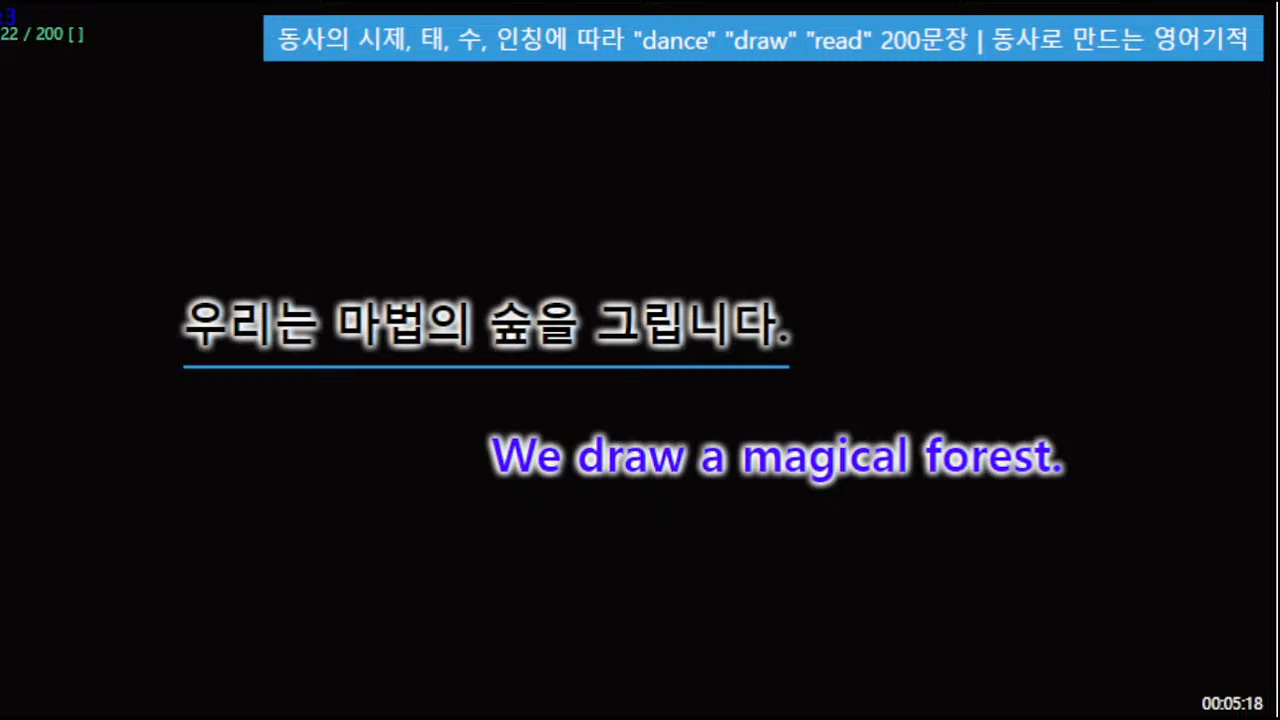 :3
22 / 200 [ ]
동사의 시제, 태, 수, 인칭에 따라 "dance" "draw" "read" 200문장 | 동사로 만드는 영어기적
우리는 마법의 숲을 그립니다.
We draw a magical forest.
00:05:18